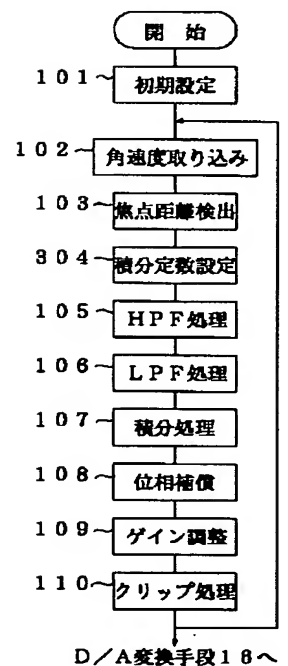 開始
101 初期設定
102 角速度取り込み
103 焦点距離検出
304 積分定数設定
105 HPF処理
106 LPF処理
107 積分処理
108 位相補償
109 ゲイン調整
110 クリップ処理
D/A変換手段18へ